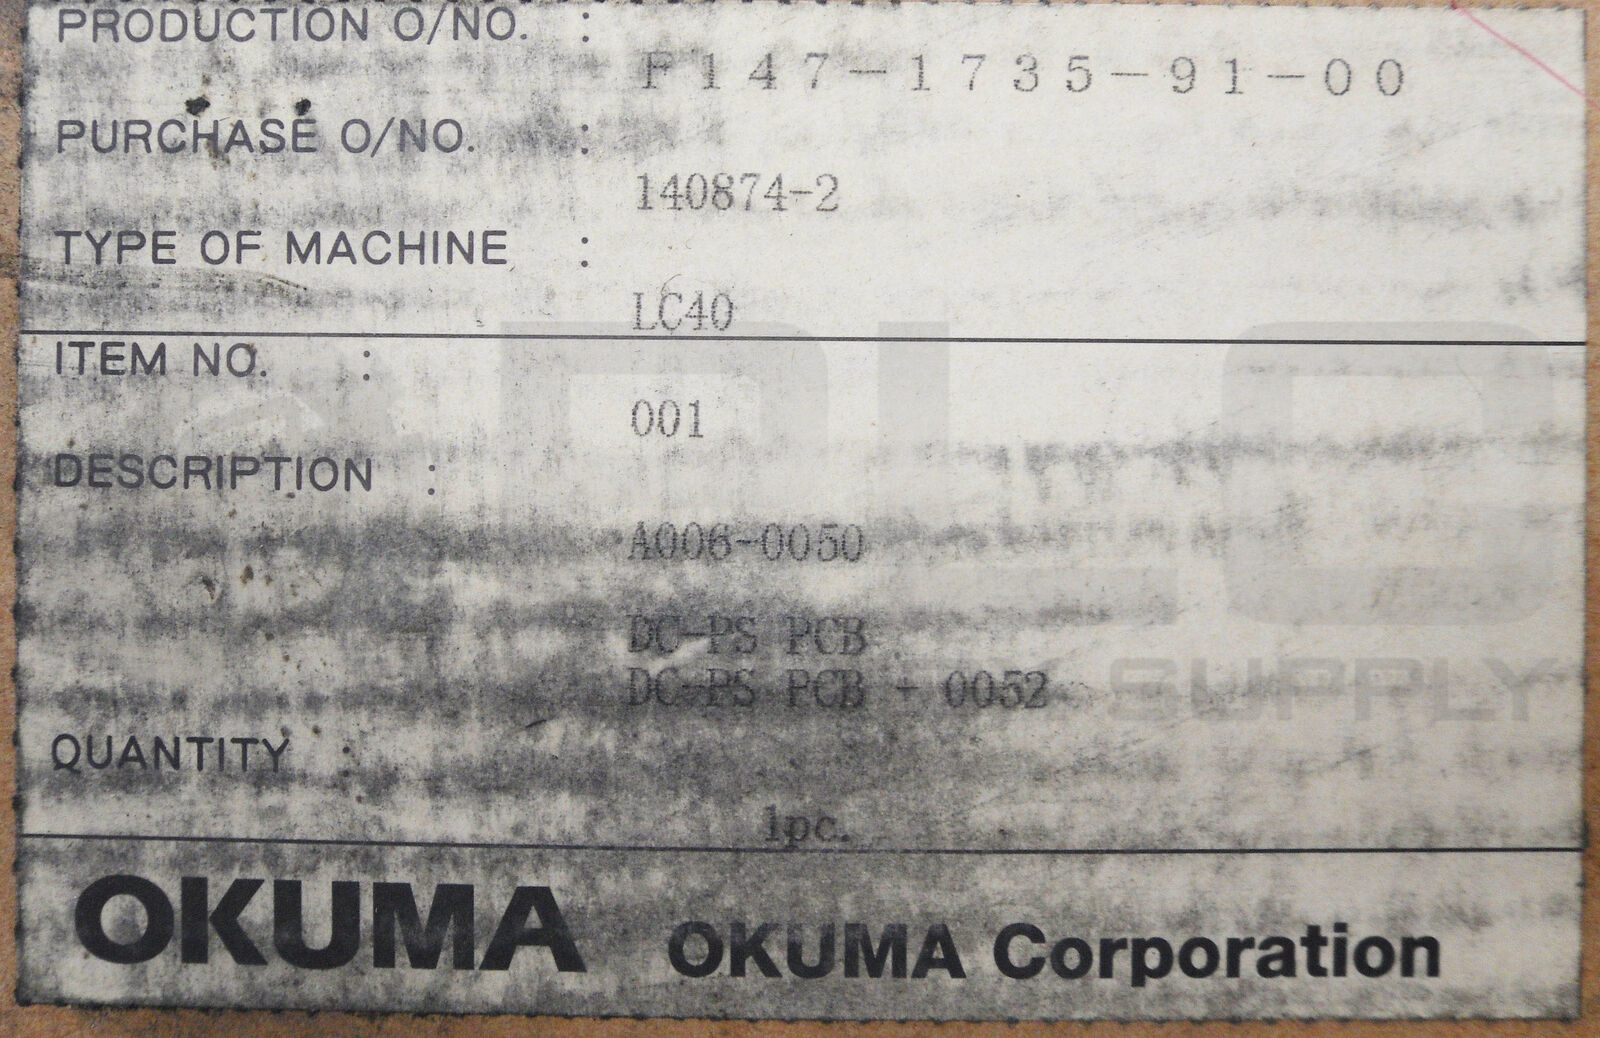 PRODUCTION O/NO. :
F147-1735-91-00
PURCHASE O/NO. :
140874-2
TYPE OF MACHINE :
LC40
ITEM NO. :
001
DESCRIPTION :
A006-0050
DC-PS PCB
DC-PS PCB - 0052
SUPPLY
QUANTITY :
1pc.
OKUMA OKUMA Corporation